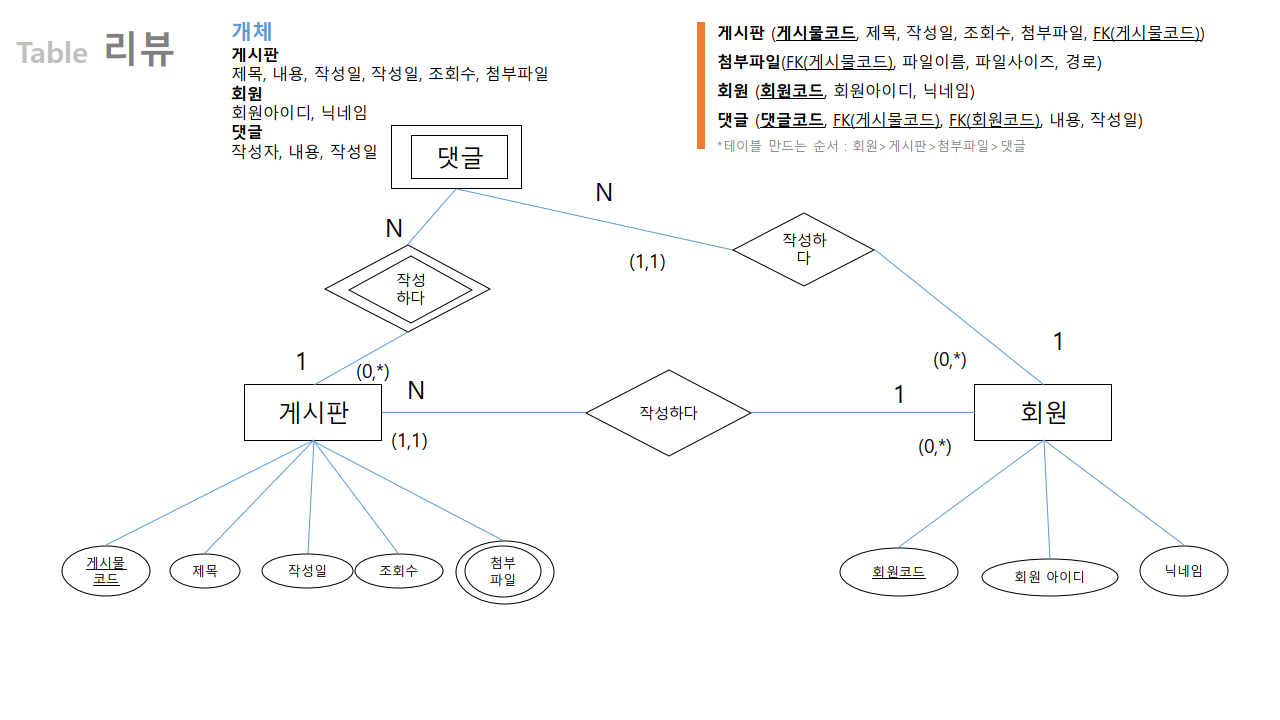 Table 리뷰
개체
게시판
제목, 내용, 작성일, 작성일, 조회수, 첨부파일
회원
회원아이디, 닉네임
댓글
작성자, 내용, 작성일
게시판 (게시물코드, 제목, 작성일, 조회수, 첨부파일, FK(게시물코드))
첨부파일(FK(게시물코드), 파일이름, 파일사이즈, 경로)
회원 (회원코드, 회원아이디, 닉네임)
댓글 (댓글코드, FK(게시물코드), FK(회원코드), 내용, 작성일)
*테이블 만드는 순서 : 회원>게시판>첨부파일>댓글
댓글
N
N
(1,1)
작성하
다
작성
하다
1
(0,*)
(0,*)
1
게시판
N
(1,1)
작성하다
1
(0,*)
회원
게시물
코드
제목
작성일
조회수
첨부
파일
회원코드
회원 아이디
닉네임